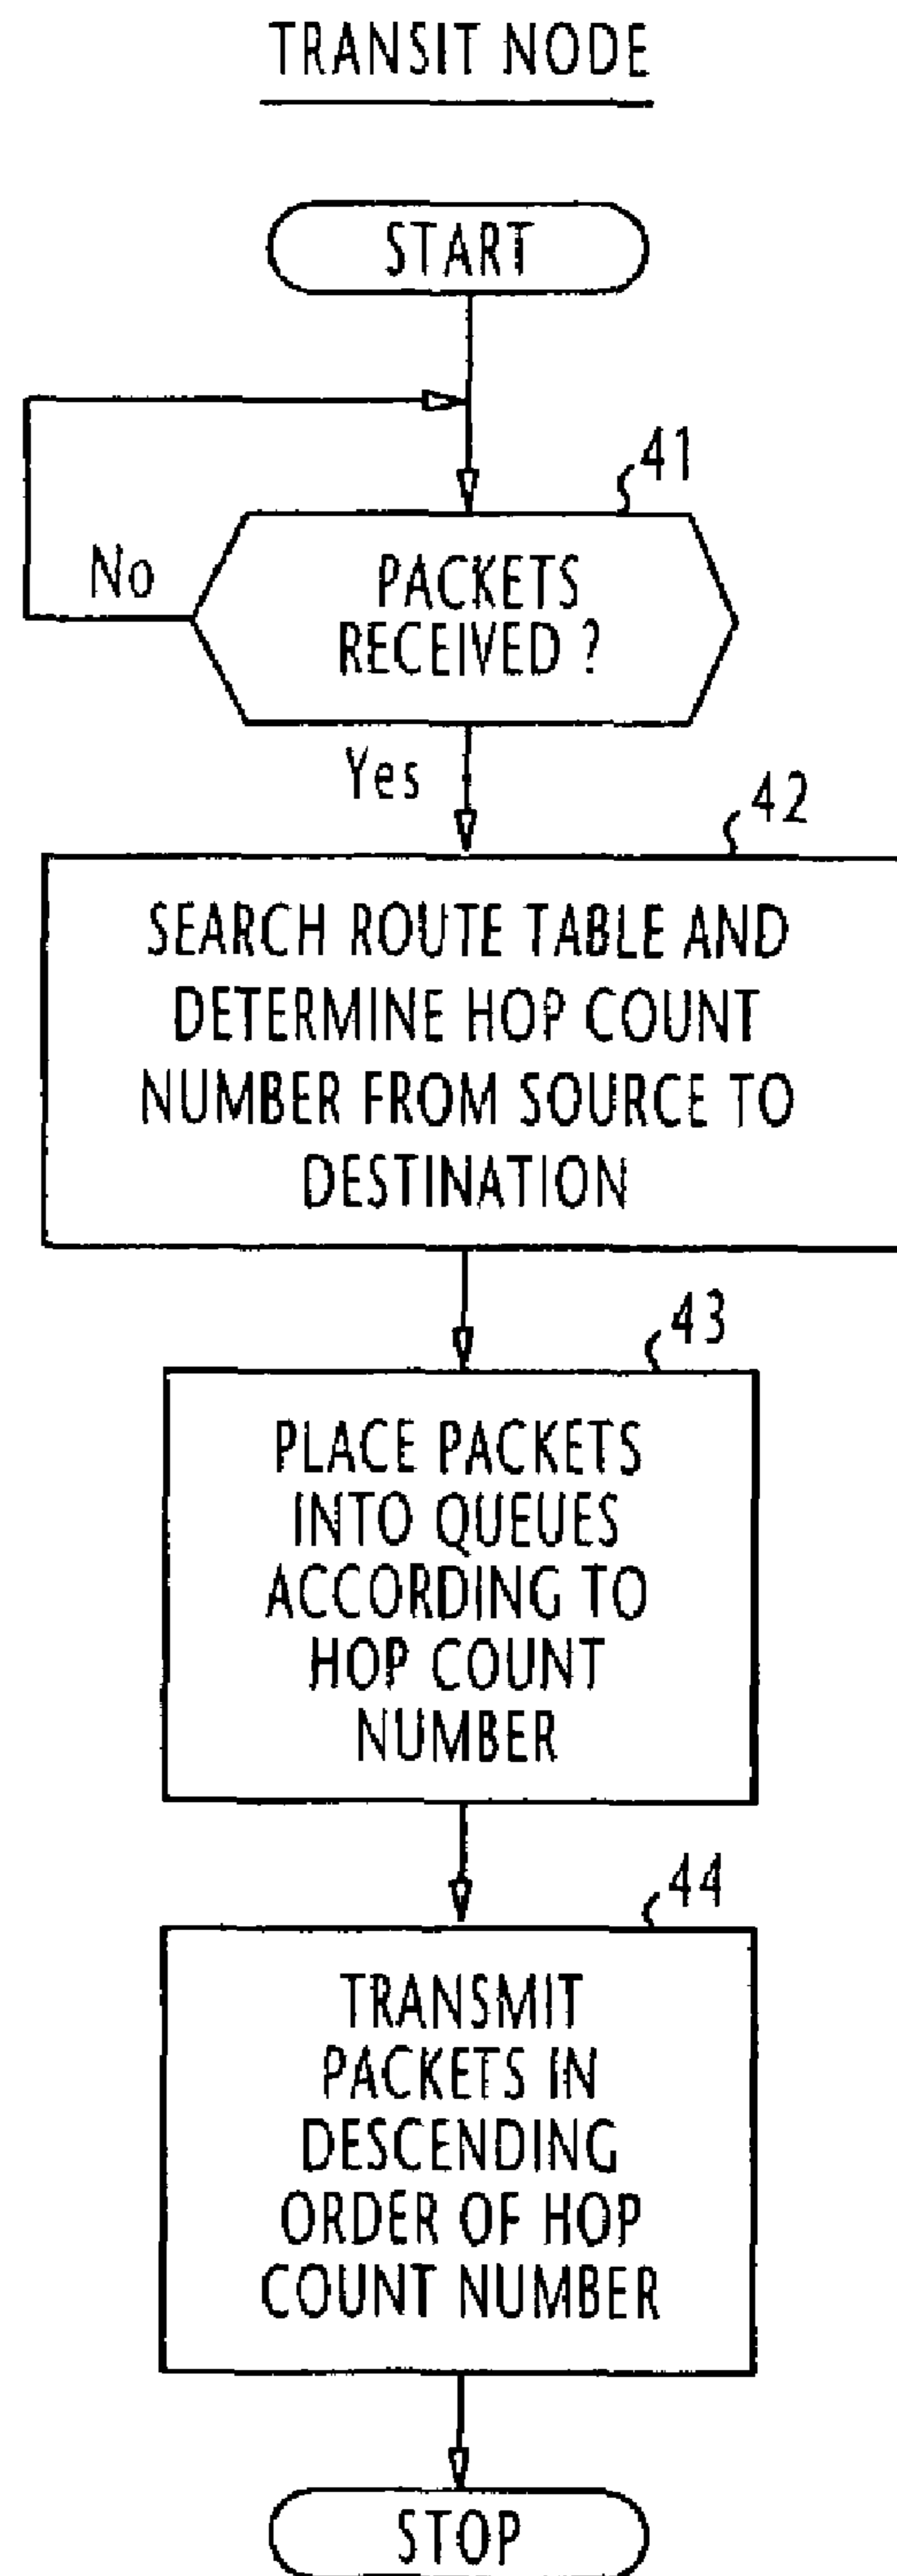 TRANSIT NODE
START
41
No
PACKETS
RECEIVED ?
Yes
42
SEARCH ROUTE TABLE AND
DETERMINE HOP COUNT
NUMBER FROM SOURCE TO
DESTINATION
43
PLACE PACKETS
INTO QUEUES
ACCORDING TO
HOP COUNT
NUMBER
44
TRANSMIT
PACKETS IN
DESCENDING
ORDER OF HOP
COUNT NUMBER
STOP